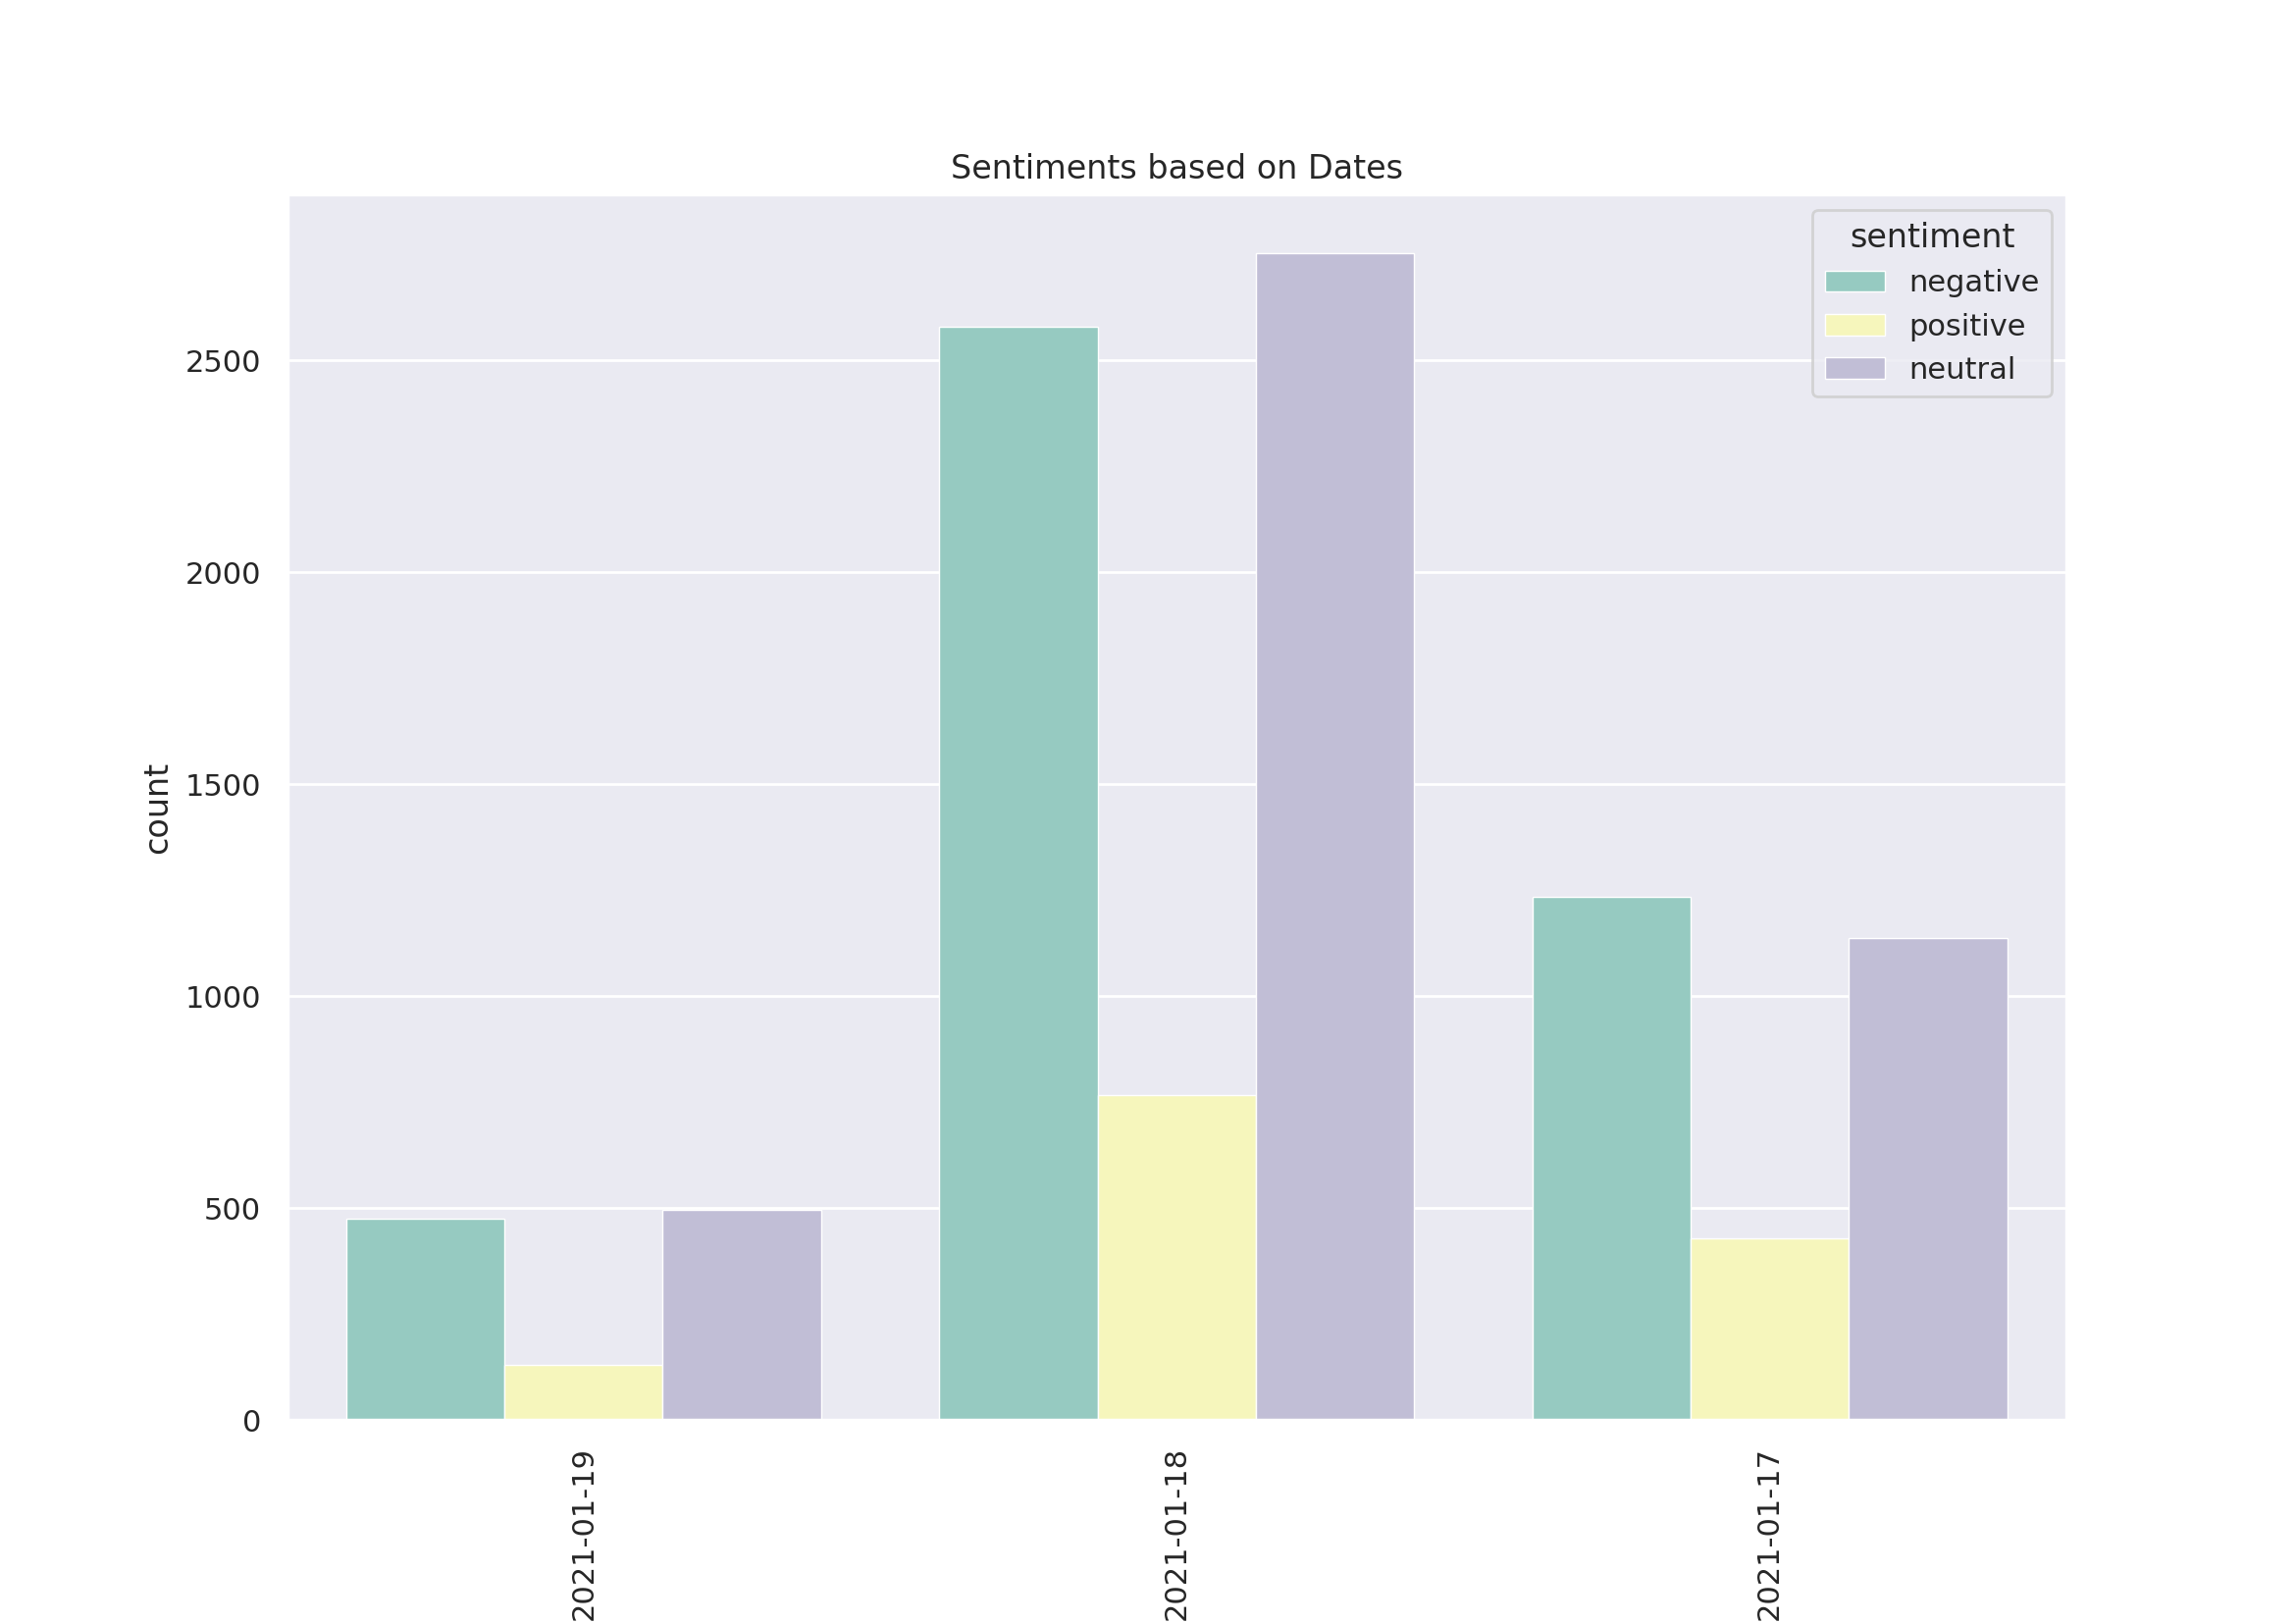 Sentiments based on Dates
sentiment
negative
positive
neutral
2500
2000
1500
1000
500
0
count
2021-01-19
2021-01-18
2021-01-17